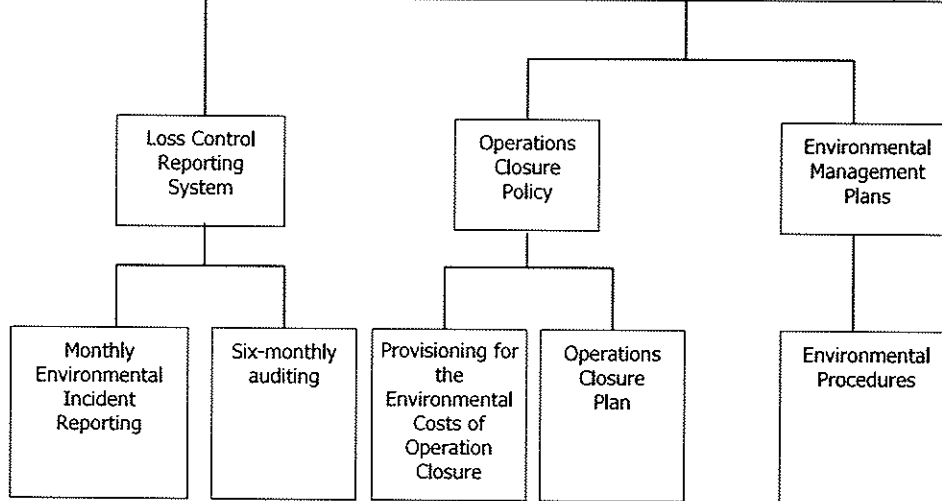 Loss Control
Reporting
System
Operations
Closure
Policy
Environmental
Management
Plans
Monthly
Environmental
Incident
Reporting
Six-monthly
auditing
Provisioning for
the
Environmental
Costs of
Operation
Closure
Operations
Closure
Plan
Environmental
Procedures